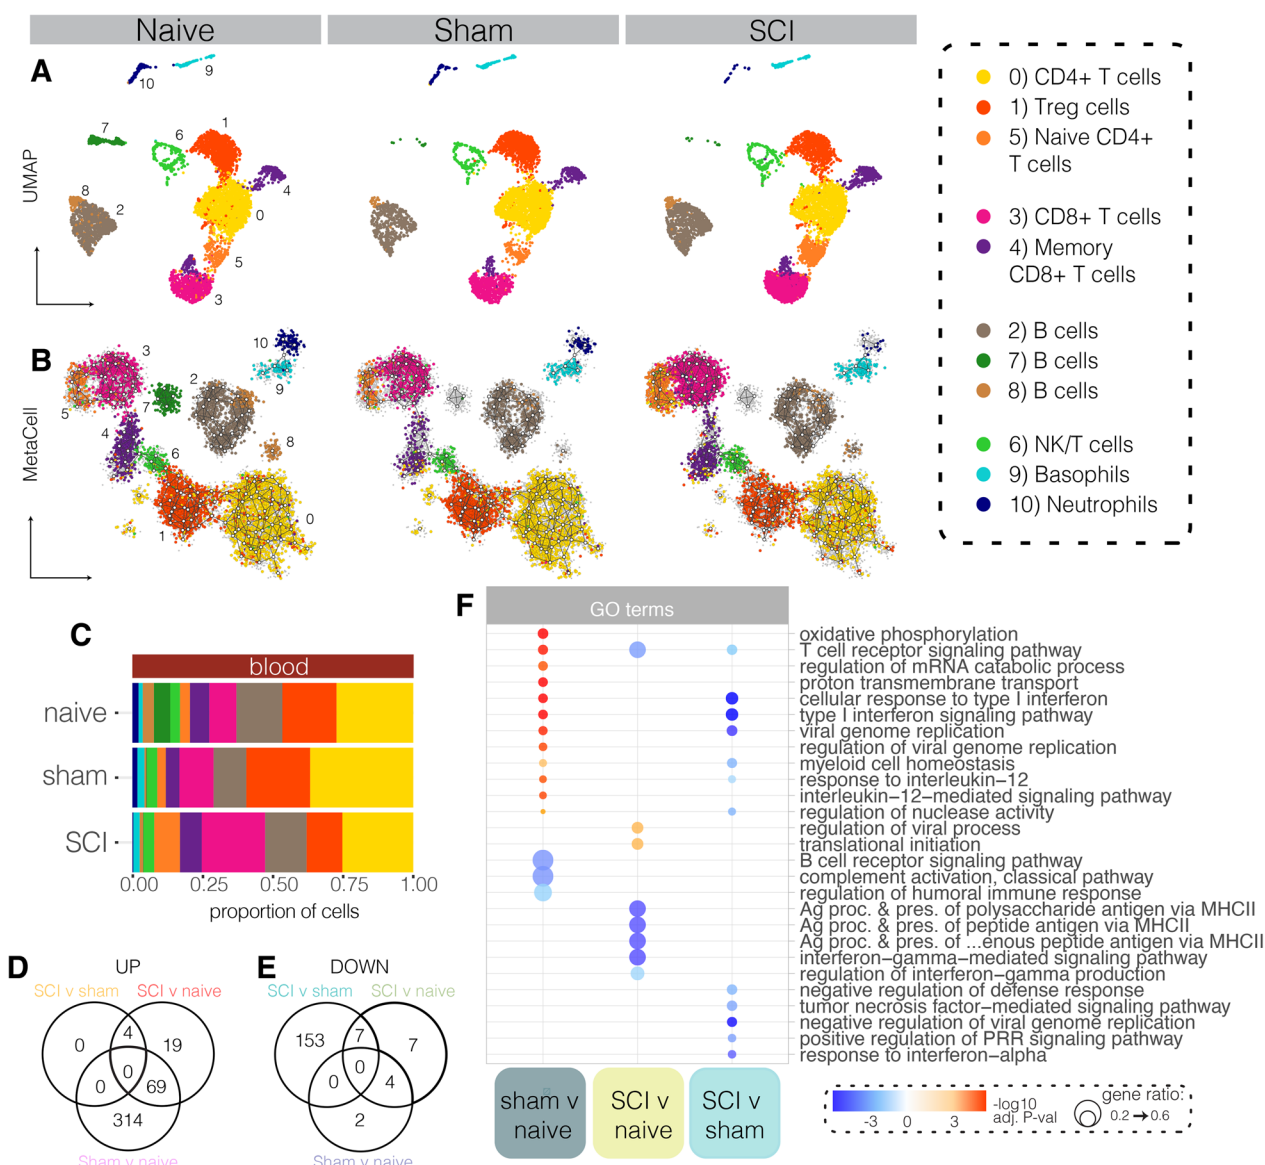 Naive
Sham
SCI
A
10
9
7
6
1
4
8
2
0
5
3
UMAP
0) CD4+ T cells
1) Treg cells
5) Naive CD4+
T cells
3) CD8+ T cells
4) Memory
CD8+ T cells
2) B cells
7) B cells
8) B cells
6) NK/T cells
9) Basophils
10) Neutrophils
B
3
10
2
9
5
7
4
6
8
0
1
MetaCell
C
blood
naive
sham
SCI
0.00 0.25 0.50 0.75 1.00
proportion of cells
D
UP
SCI v sham
SCI v naive
0
4
19
0
0
69
314
Sham v naive
E
DOWN
SCI v sham
SCI v naive
153
7
7
0
0
4
2
Sham v naive
F
GO terms
oxidative phosphorylation
T cell receptor signaling pathway
regulation of mRNA catabolic process
proton transmembrane transport
cellular response to type I interferon
type I interferon signaling pathway
viral genome replication
regulation of viral genome replication
myeloid cell homeostasis
response to interleukin−12
interleukin−12−mediated signaling pathway
regulation of nuclease activity
regulation of viral process
translational initiation
B cell receptor signaling pathway
complement activation, classical pathway
regulation of humoral immune response
Ag proc. & pres. of polysaccharide antigen via MHCII
Ag proc. & pres. of peptide antigen via MHCII
Ag proc. & pres. of ...enous peptide antigen via MHCII
interferon−gamma−mediated signaling pathway
regulation of interferon−gamma production
negative regulation of defense response
tumor necrosis factor−mediated signaling pathway
negative regulation of viral genome replication
positive regulation of PRR signaling pathway
response to interferon−alpha
sham v
naive
SCI v
naive
SCI v
sham
-3 0 3
-log10
adj. P-val
gene ratio:
0.2 → 0.6